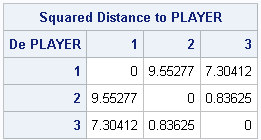 Squared Distance to PLAYER
De PLAYER 1 2 3
1 0 9.55277 7.30412
2 9.55277 0 0.83625
3 7.30412 0.83625 0